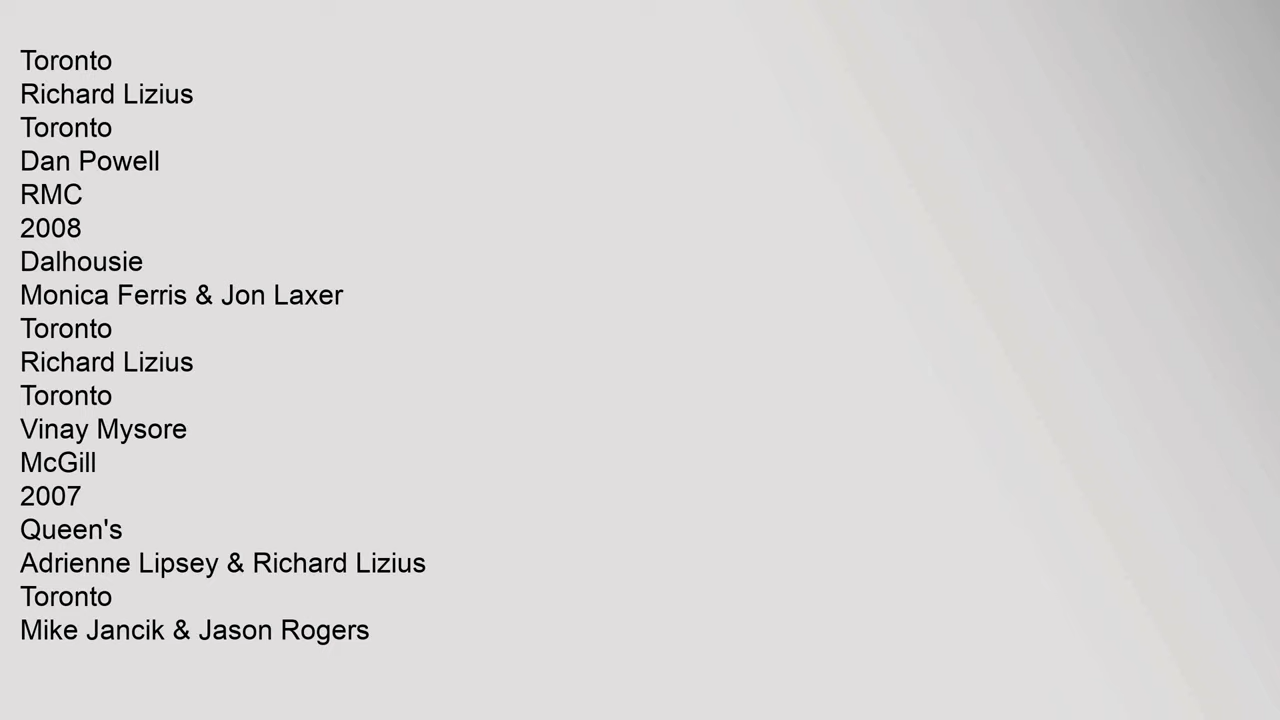 Toronto
Richard Lizius
Toronto
Dan Powell
RMC
2008
Dalhousie
Monica Ferris & Jon Laxer
Toronto
Richard Lizius
Toronto
Vinay Mysore
McGill
2007
Queen's
Adrienne Lipsey & Richard Lizius
Toronto
Mike Jancik & Jason Rogers